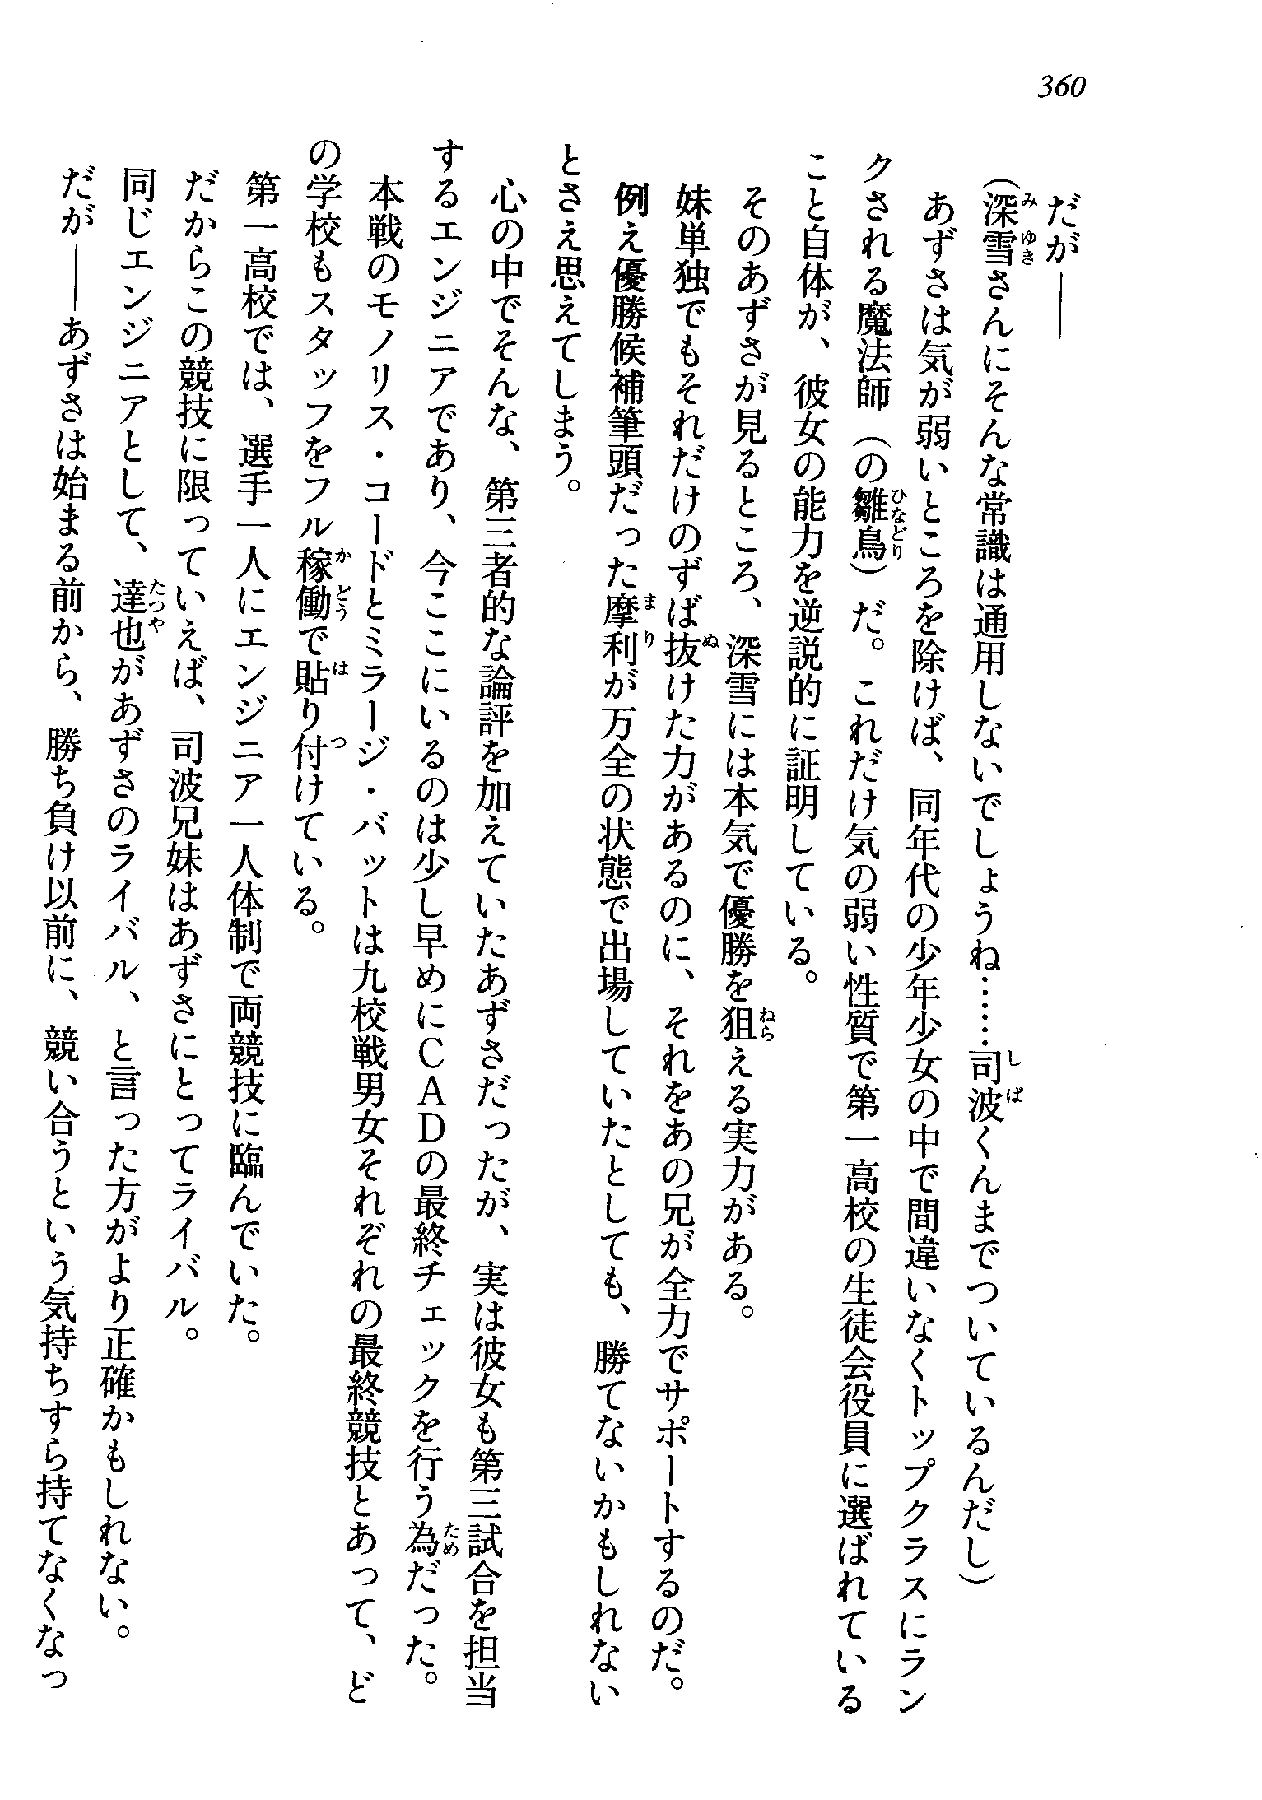 360
だが――
（深雪さんにそんな常識は通用しないでしょうね……司波くんまでついているんだし）
あずさは気が弱いところを除けば、同年代の少年少女の中で間違いなくトップクラスにラン
クされる魔法師（の雛鳥）だ。これだけ気の弱い性質で第一高校の生徒会役員に選ばれている
こと自体が、彼女の能力を逆説的に証明している。
そのあずさが見るところ、深雪には本気で優勝を狙える実力がある。
妹単独でもそれだけのずば抜けた力があるのに、それをあの兄が全力でサポートするのだ。
例え優勝候補筆頭だった摩利が万全の状態で出場していたとしても、勝てないかもしれない
とさえ思えてしまう。
心の中でそんな、第三者的な論評を加えていたあずさだったが、実は彼女も第三試合を担当
するエンジニアであり、今ここにいるのは少し早めにＣＡＤの最終チェックを行う為だった。
本戦のモノリス・コードとミラージ・バットは九校戦男女それぞれの最終競技とあって、ど
の学校もスタッフをフル稼働で貼り付けている。
第一高校では、選手一人にエンジニア一人体制で両競技に臨んでいた。
だからこの競技に限っていえば、司波兄妹はあずさにとってライバル。
同じエンジニアとして、達也があずさのライバル、と言った方がより正確かもしれない。
だが――あずさは始まる前から、勝ち負け以前に、競い合うという気持ちすら持てなくなっ